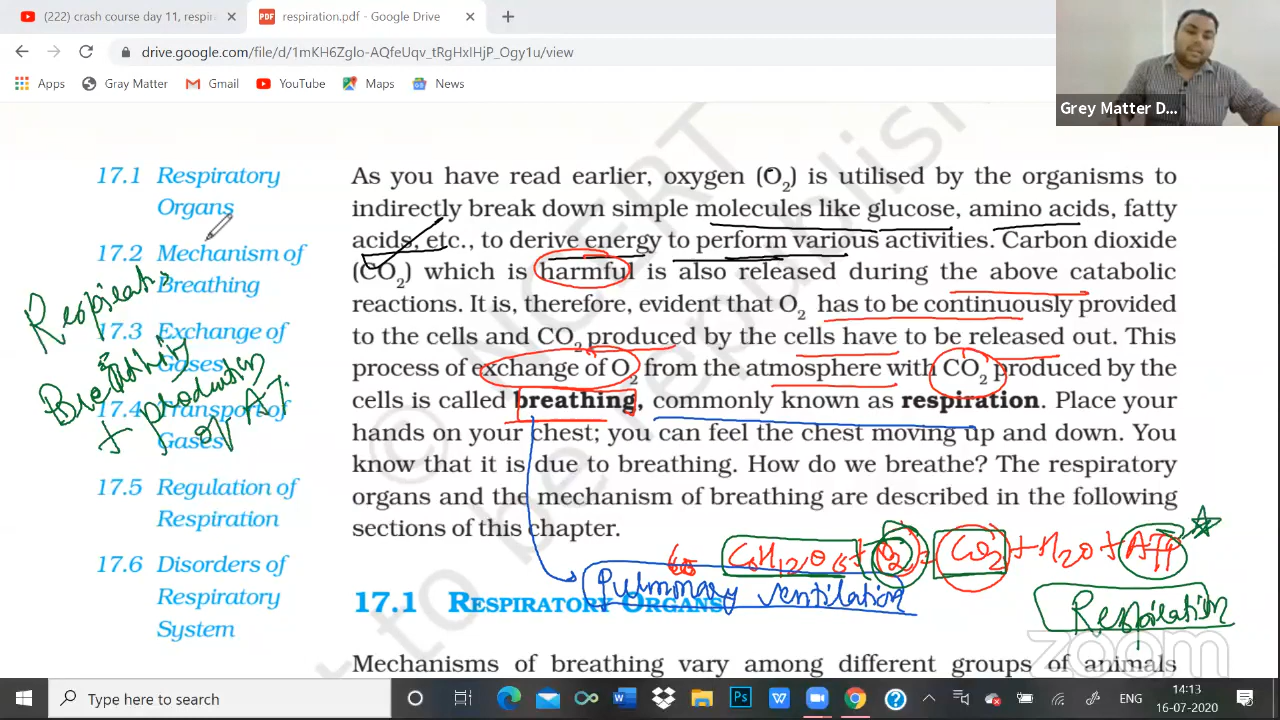 (222) crash course day 11, respir
respiration.pdf - Google Drive
drive.google.com/file/d/1mKH6Zglo-AQfeUqv_tRgHxlHjP_Ogy1u/view
Apps Gray Matter Gmail YouTube Maps News
Grey Matter D...
17.1 Respiratory
Organs
17.2 Mechanism of
Breathing
17.3 Exchange of
Gases
17.4 Transport of
Gases
17.5 Regulation of
Respiration
17.6 Disorders of
Respiratory
System
Respiration
Breathing
+ production
of AT
As you have read earlier, oxygen (O2) is utilised by the organisms to
indirectly break down simple molecules like glucose, amino acids, fatty
acids, etc., to derive energy to perform various activities. Carbon dioxide
(CO2) which is harmful is also released during the above catabolic
reactions. It is, therefore, evident that O2 has to be continuously provided
to the cells and CO2 produced by the cells have to be released out. This
process of exchange of O2 from the atmosphere with CO2 produced by the
cells is called breathing, commonly known as respiration. Place your
hands on your chest; you can feel the chest moving up and down. You
know that it is due to breathing. How do we breathe? The respiratory
organs and the mechanism of breathing are described in the following
sections of this chapter.
C6H12O6 + O2 = CO2 + H2O + ATP
Pulmonary ventilation
Respiration
17.1 RESPIRATORY ORGANS
Mechanisms of breathing vary among different groups of animals
© NCERT
to be republish
zoom
Type here to search
ENG
14:13
16-07-2020